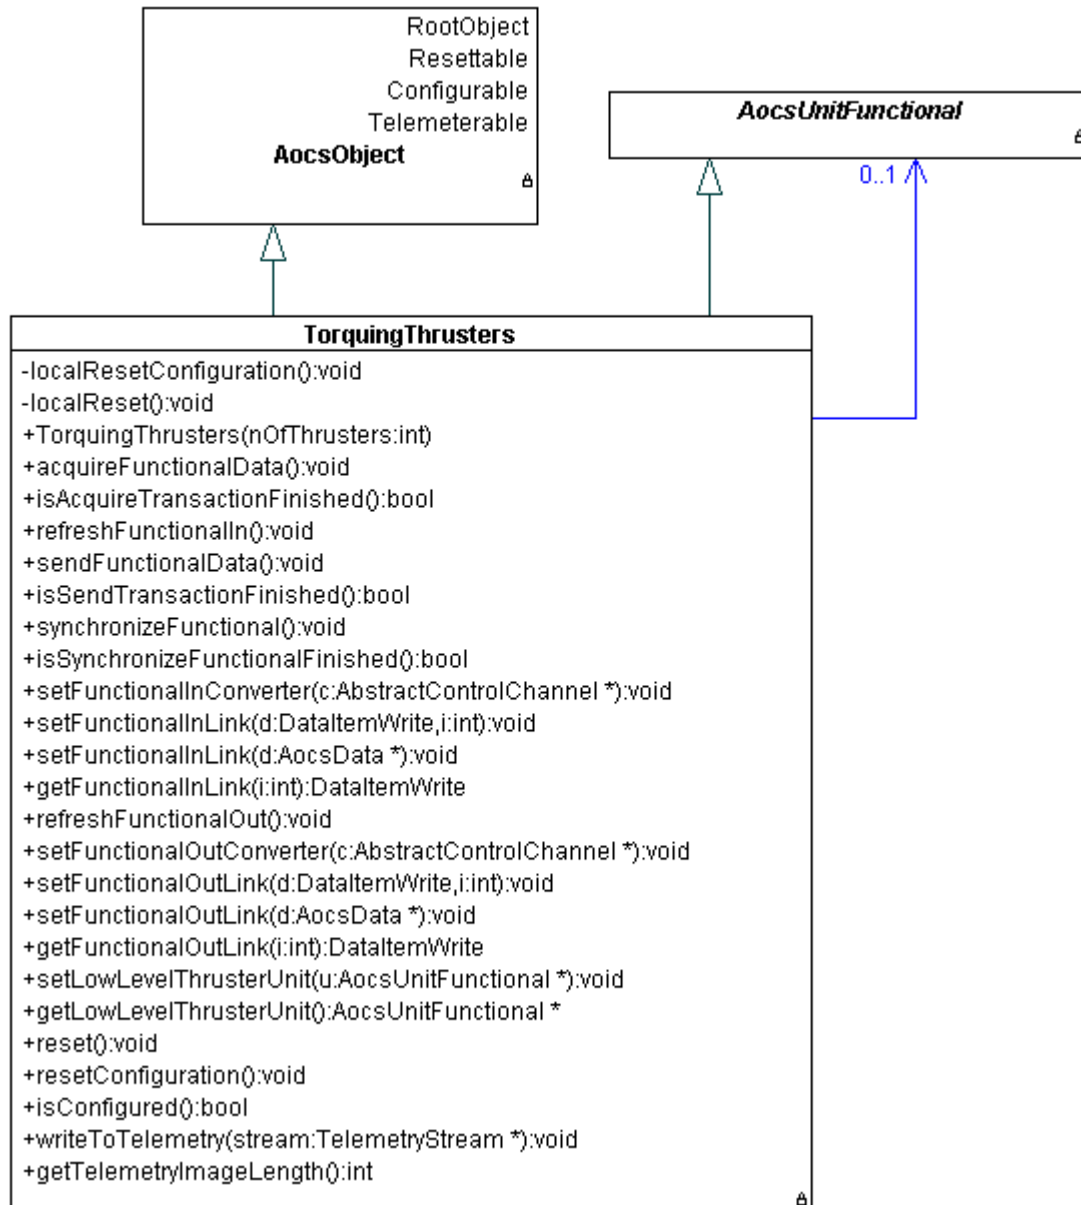 RootObject
Resettable
Configurable
Telemeterable
AocsObject
AocsUnitFunctional
0..1
TorquingThrusters
-localResetConfiguration():void
-localReset():void
+TorquingThrusters(nOfThrusters:int)
+acquireFunctionalData():void
+isAcquireTransactionFinished():bool
+refreshFunctionalIn():void
+sendFunctionalData():void
+isSendTransactionFinished():bool
+synchronizeFunctional():void
+isSynchronizeFunctionalFinished():bool
+setFunctionalInConverter(c:AbstractControlChannel *):void
+setFunctionalInLink(d:DataItemWrite,i:int):void
+setFunctionalInLink(d:AocsData *):void
+getFunctionalInLink(i:int):DataItemWrite
+refreshFunctionalOut():void
+setFunctionalOutConverter(c:AbstractControlChannel *):void
+setFunctionalOutLink(d:DataItemWrite,i:int):void
+setFunctionalOutLink(d:AocsData *):void
+getFunctionalOutLink(i:int):DataItemWrite
+setLowLevelThrusterUnit(u:AocsUnitFunctional *):void
+getLowLevelThrusterUnit():AocsUnitFunctional *
+reset():void
+resetConfiguration():void
+isConfigured():bool
+writeToTelemetry(stream:TelemetryStream *):void
+getTelemetryImageLength():int